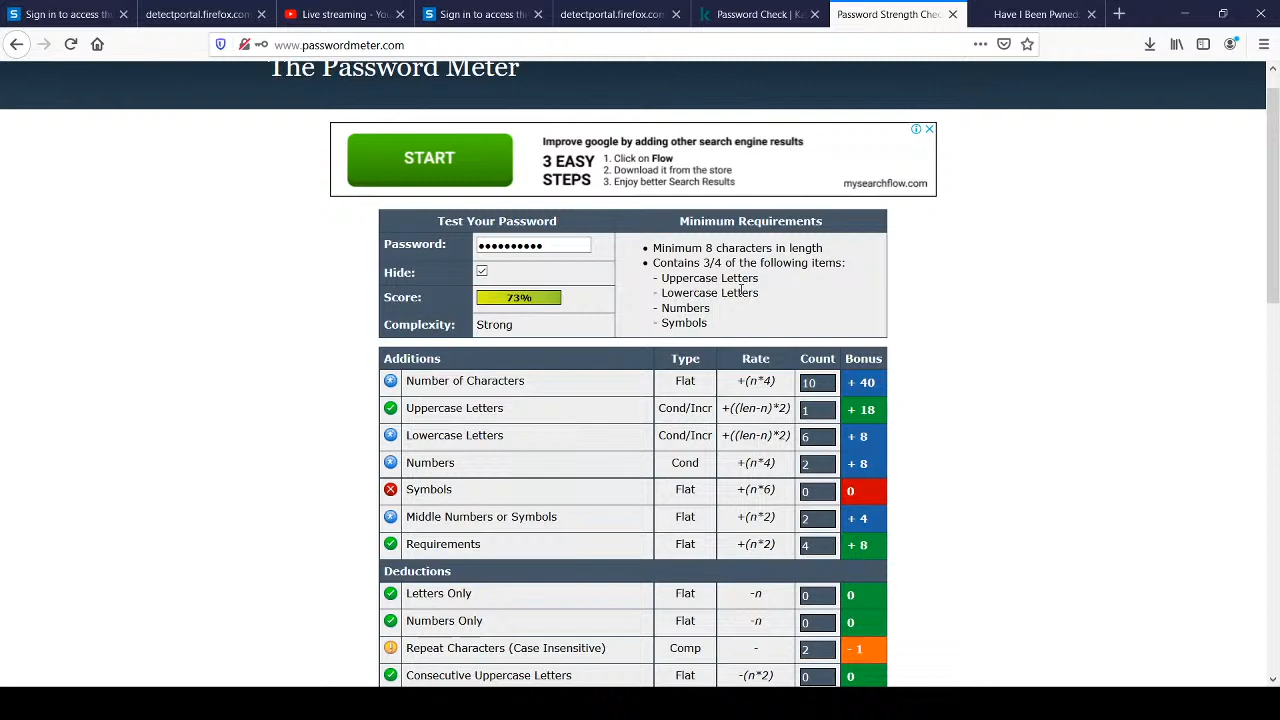 Sign in to access the
detectportal.firefox.com/
Live streaming - You
Sign in to access the
detectportal.firefox.com/
Password Check | Ka
Password Strength Chec
Have I Been Pwned:
www.passwordmeter.com
The Password Meter
START
Improve google by adding other search engine results
3 EASY STEPS
1. Click on Flow
2. Download it from the store
3. Enjoy better Search Results
mysearchflow.com
Test Your Password
Minimum Requirements
Password: ••••••••••
Hide:
Score: 73%
Complexity: Strong
• Minimum 8 characters in length
• Contains 3/4 of the following items:
- Uppercase Letters
- Lowercase Letters
- Numbers
- Symbols
Additions Type Rate Count Bonus
Number of Characters Flat +(n*4) 10 + 40
Uppercase Letters Cond/Incr +((len-n)*2) 1 + 18
Lowercase Letters Cond/Incr +((len-n)*2) 6 + 8
Numbers Cond +(n*4) 2 + 8
Symbols Flat +(n*6) 0 0
Middle Numbers or Symbols Flat +(n*2) 2 + 4
Requirements Flat +(n*2) 4 + 8
Deductions
Letters Only Flat -n 0 0
Numbers Only Flat -n 0 0
Repeat Characters (Case Insensitive) Comp - 2 - 1
Consecutive Uppercase Letters Flat -(n*2) 0 0